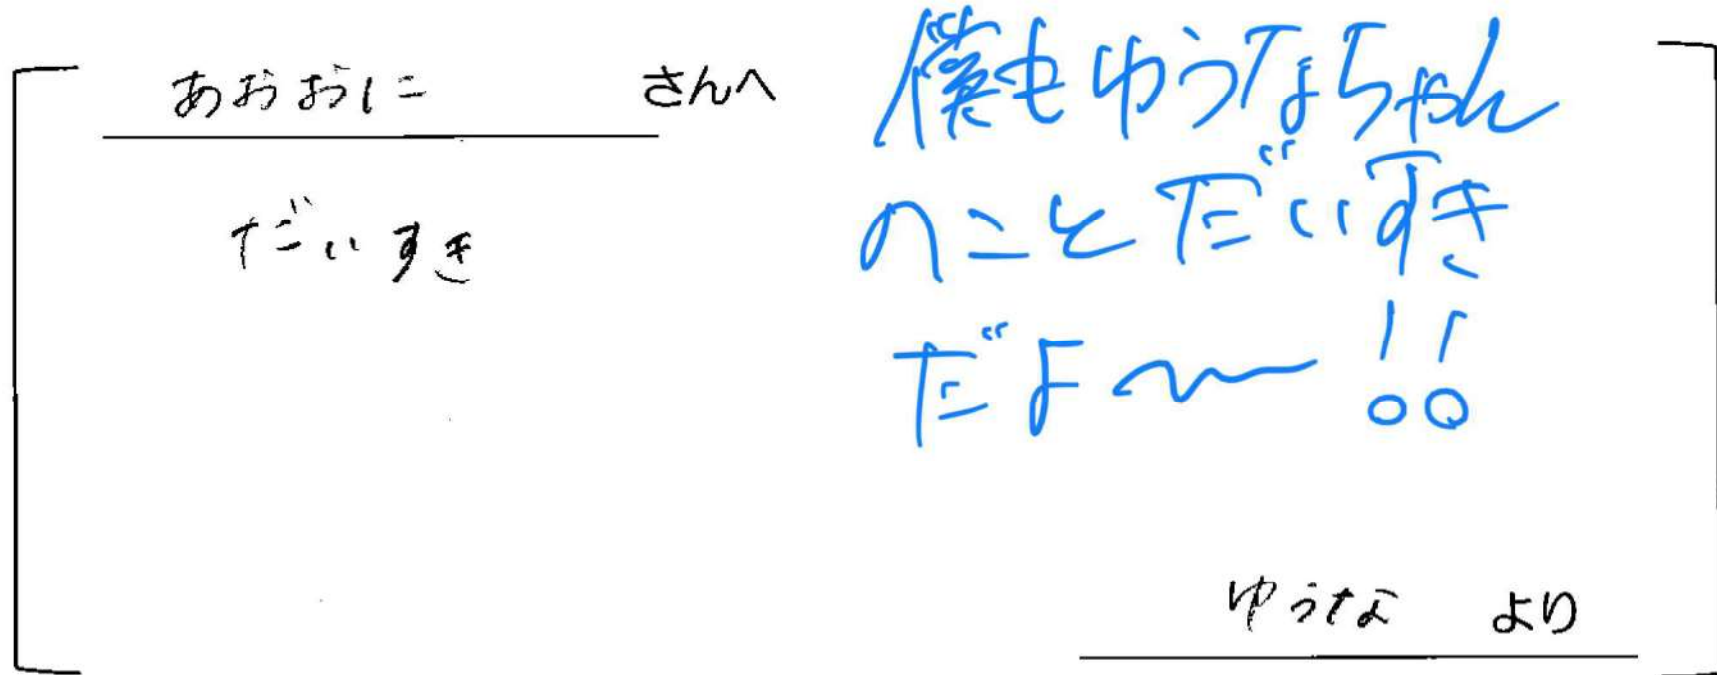 あおおに さんへ
だいすき
僕もゆうなちゃん
のことだいすき
だよ〜!!
ゆうな より